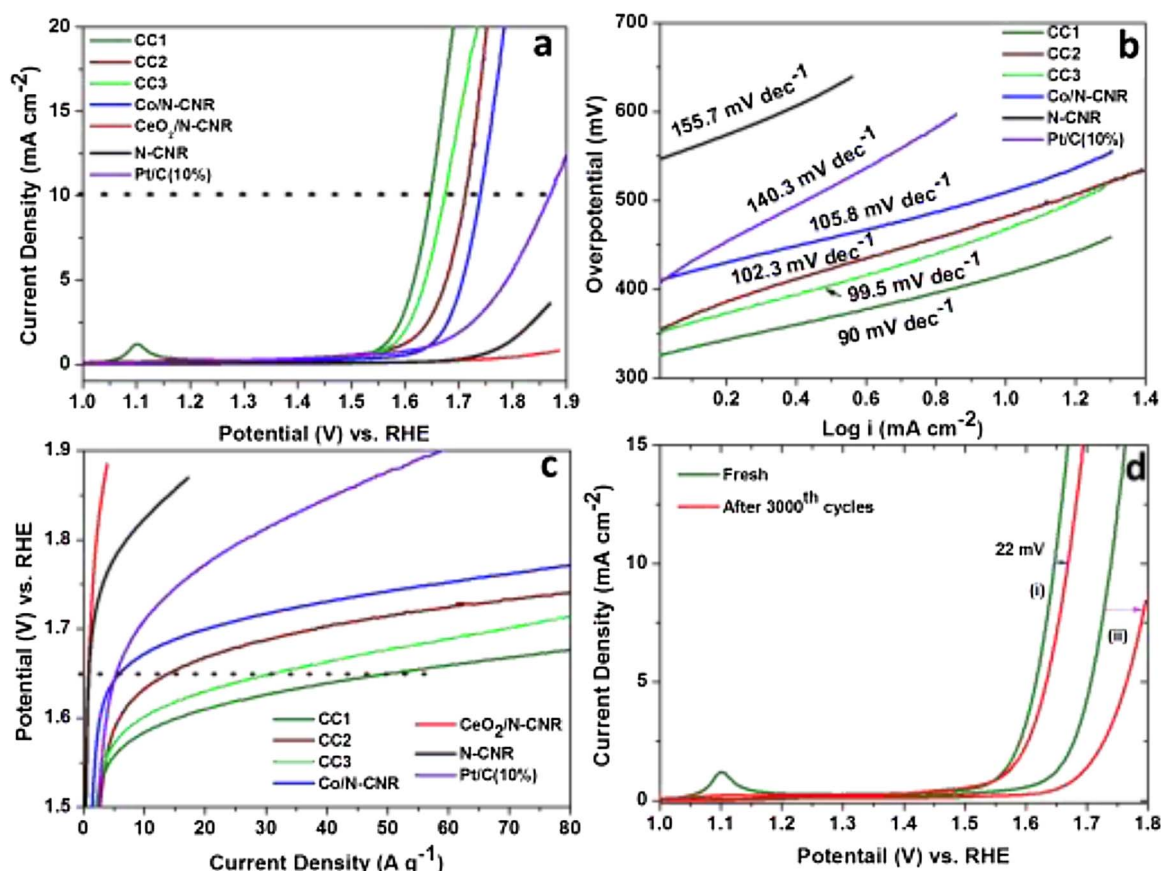 a
20
15
10
5
0
Current Density (mA cm⁻²)
CC1
CC2
CC3
Co/N-CNR
CeO₂/N-CNR
N-CNR
Pt/C(10%)
1.0 1.1 1.2 1.3 1.4 1.5 1.6 1.7 1.8 1.9
Potential (V) vs. RHE
b
700
600
500
400
300
Overpotential (mV)
CC1
CC2
CC3
Co/N-CNR
N-CNR
Pt/C(10%)
155.7 mV dec⁻¹
140.3 mV dec⁻¹
105.8 mV dec⁻¹
102.3 mV dec⁻¹
99.5 mV dec⁻¹
90 mV dec⁻¹
0.2 0.4 0.6 0.8 1.0 1.2 1.4
Log i (mA cm⁻²)
c
1.9
1.8
1.7
1.6
1.5
Potential (V) vs. RHE
CC1
CC2
CC3
Co/N-CNR
CeO₂/N-CNR
N-CNR
Pt/C(10%)
0 10 20 30 40 50 60 70 80
Current Density (A g⁻¹)
d
15
10
5
0
Current Density (mA cm⁻²)
Fresh
After 3000ᵗʰ cycles
22 mV
(i)
(ii)
1.0 1.1 1.2 1.3 1.4 1.5 1.6 1.7 1.8
Potentail (V) vs. RHE